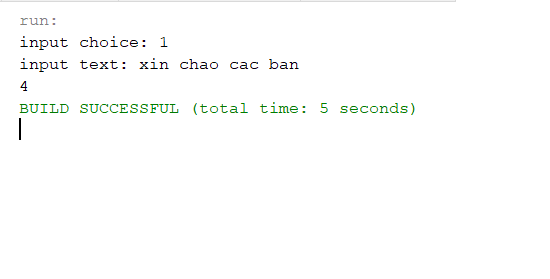 run:
input choice: 1
input text: xin chao cac ban
4
BUILD SUCCESSFUL (total time: 5 seconds)